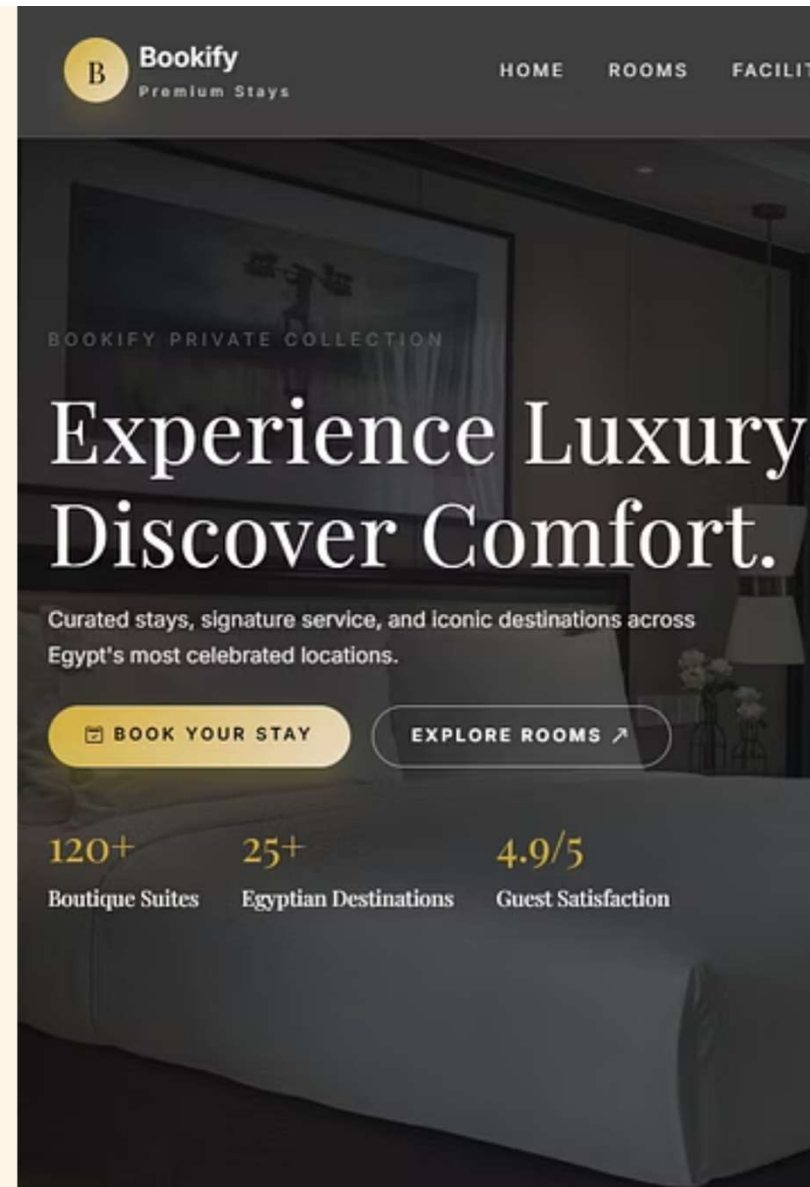 B
Bookify
Premium Stays
HOME ROOMS
BOOKIFY PRIVATE COLLECTION
Experience Luxury
Discover Comfort.
Curated stays, signature service, and iconic destinations across
Egypt's most celebrated locations.
BOOK YOUR STAY
EXPLORE ROOMS ↗
120+ 25+ 4.9/5
Boutique Suites Egyptian Destinations Guest Satisfaction